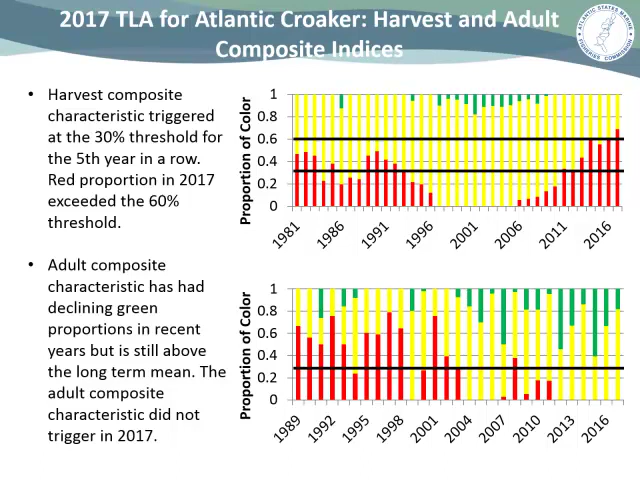 2017 TLA for Atlantic Croaker: Harvest and Adult
Composite Indices
ATLANTIC STATES MARINE
FISHERIES COMMISSION
• Harvest composite
characteristic triggered
at the 30% threshold for
the 5th year in a row.
Red proportion in 2017
exceeded the 60%
threshold.
• Adult composite
characteristic has had
declining green
proportions in recent
years but is still above
the long term mean. The
adult composite
characteristic did not
trigger in 2017.
Proportion of Color
1
0.8
0.6
0.4
0.2
0
1981 1986 1991 1996 2001 2006 2011 2016
Proportion of Color
1
0.8
0.6
0.4
0.2
0
1989 1992 1995 1998 2001 2004 2007 2010 2013 2016